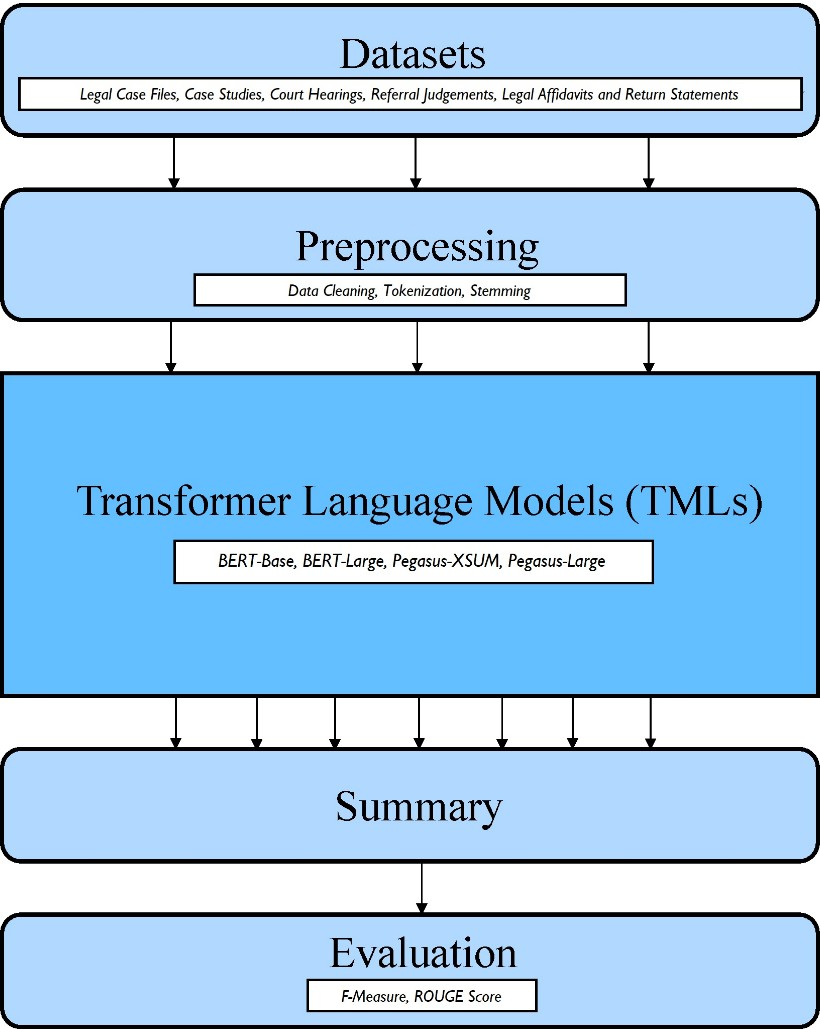 Datasets
Legal Case Files, Case Studies, Court Hearings, Referral Judgements, Legal Affidavits and Return Statements
Preprocessing
Data Cleaning, Tokenization, Stemming
Transformer Language Models (TMLs)
BERT-Base, BERT-Large, Pegasus-XSUM, Pegasus-Large
Summary
Evaluation
F-Measure, ROUGE Score